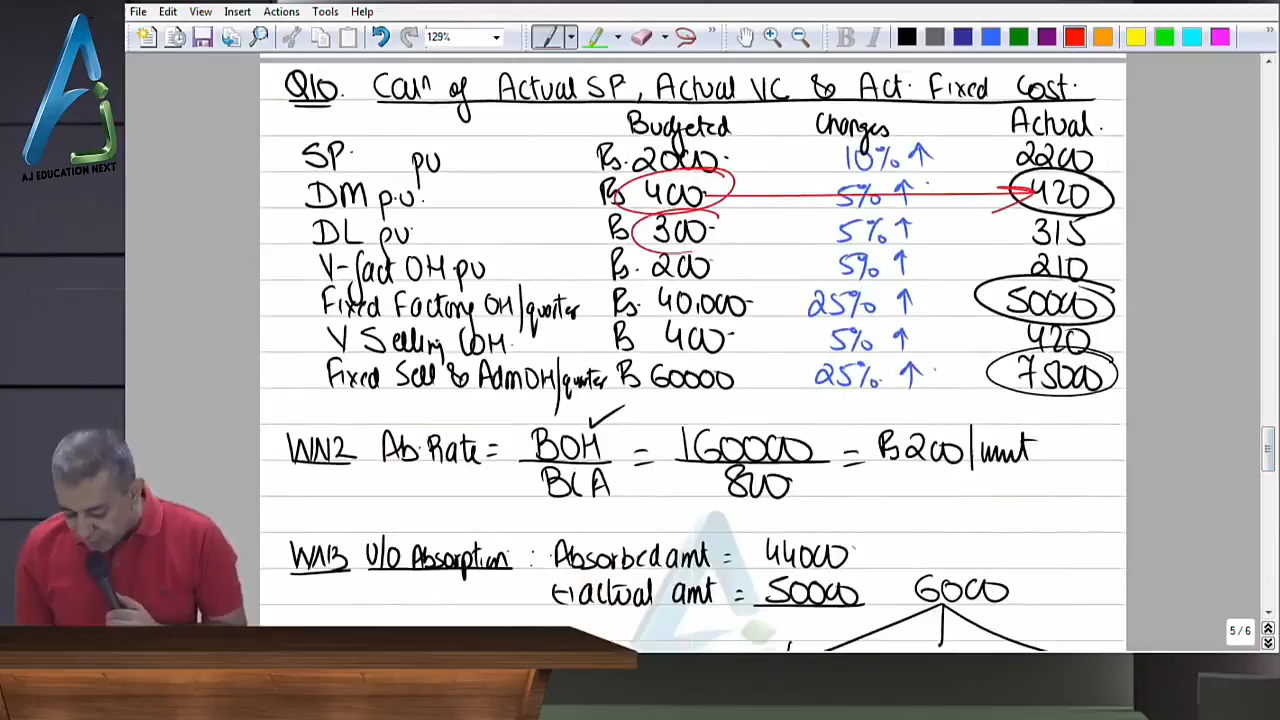 File Edit View Insert Actions Tools Help
129%
AJ EDUCATION NEXT
Q10. Calⁿ of Actual SP, Actual VC & Act. Fixed Cost.
Budgeted Changes Actual.
SP. pu Rs. 2000. 10% ↑ 2200
DM p.u. Rs 400. 5% ↑ 420
DL pu Rs 300. 5% ↑ 315
V-fact OH pu Rs. 200 5% ↑ 210
Fixed Factory OH/quarter Rs. 40,000. 25% ↑ 50000
V Selling OH. Rs 400. 5% ↑ 420
Fixed Sell & Adm OH/quarter Rs 60000 25% ↑ 75000
WN2 Ab. Rate = BOH / BCA = 160000 / 800 = Rs 200/unit
WN3 U/O Absorption: Absorbed amt = 44000
(-) actual amt = 50000 6000
5 / 6